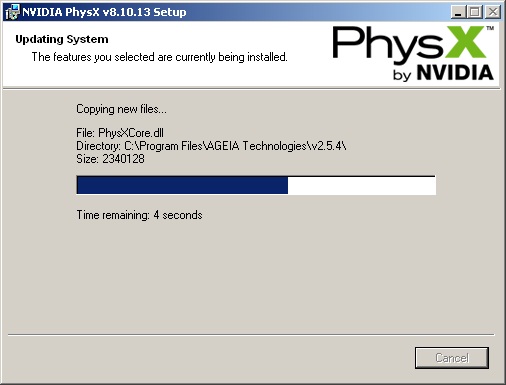 NVIDIA PhysX v8.10.13 Setup
Updating System
The features you selected are currently being installed.
PhysX™
by NVIDIA
Copying new files...
File: PhysXCore.dll
Directory: C:\Program Files\AGEIA Technologies\v2.5.4\
Size: 2340128
Time remaining: 4 seconds
Cancel